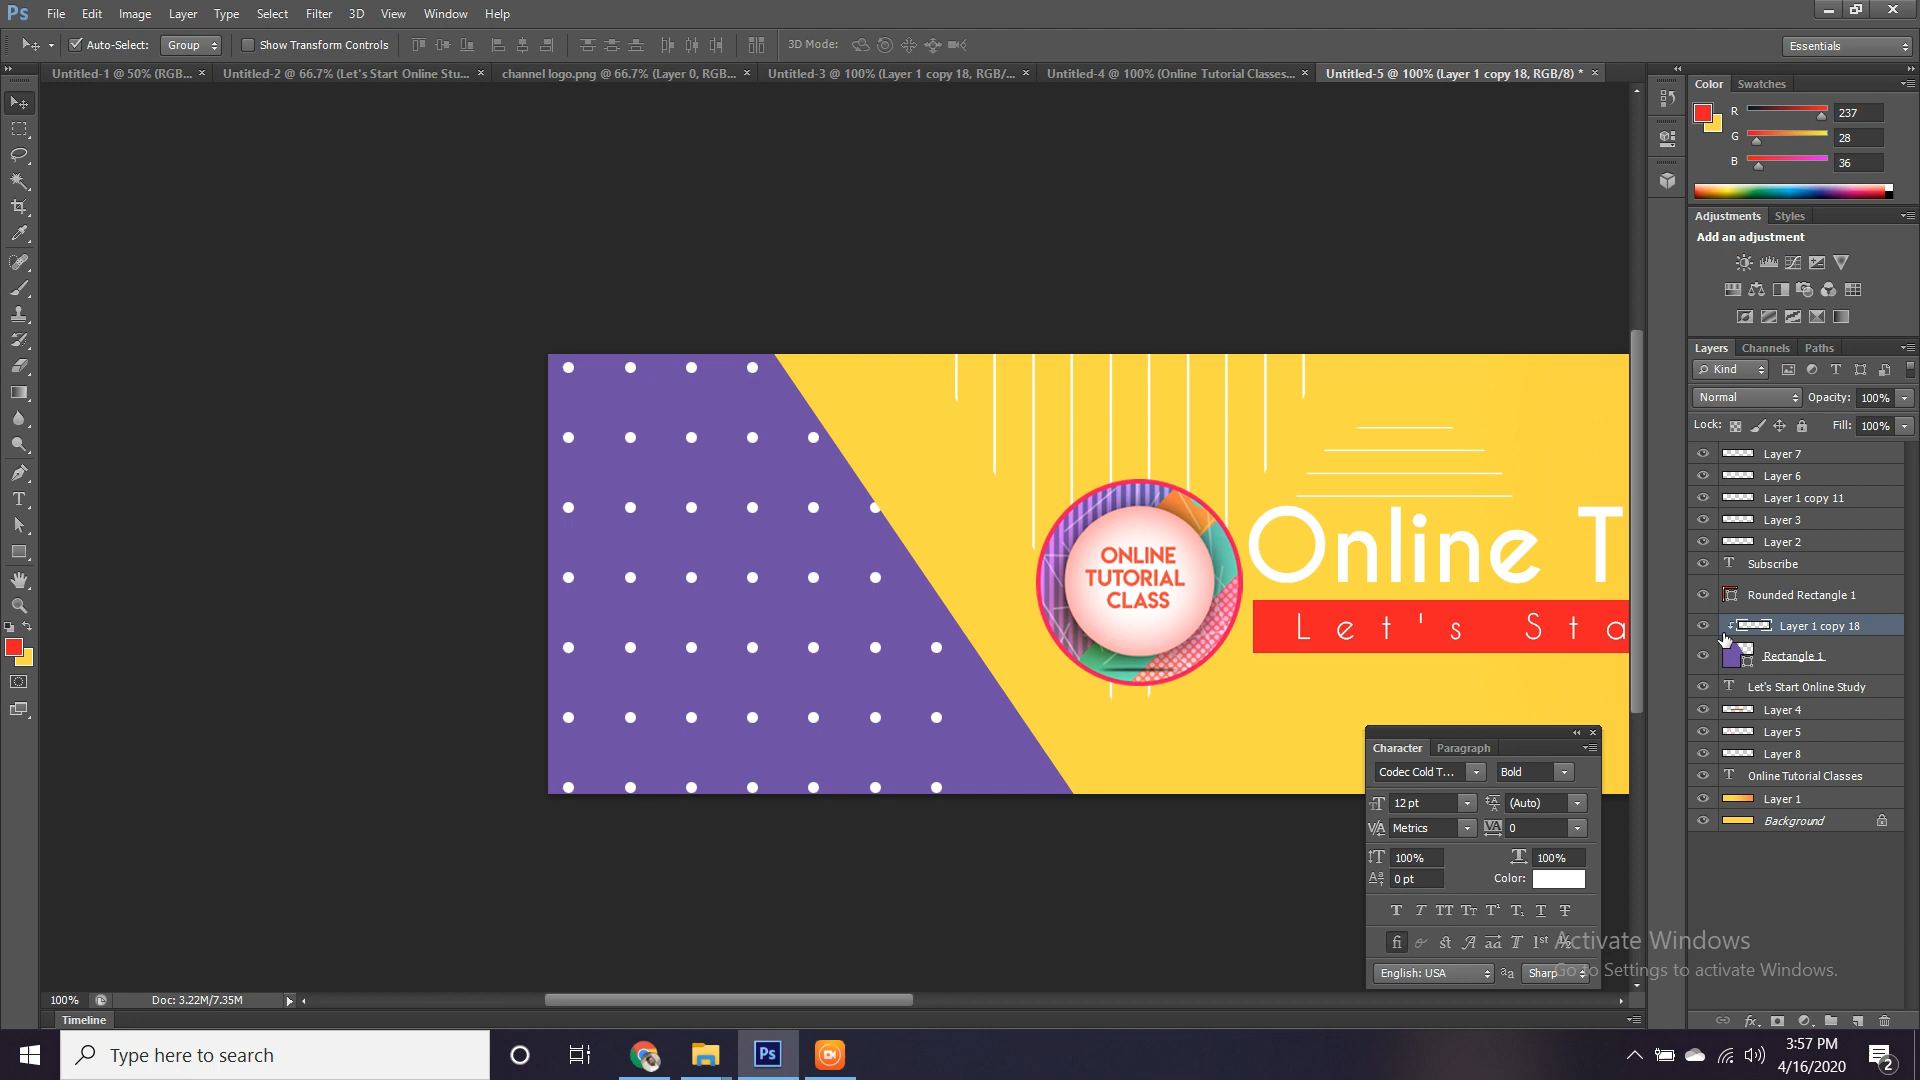 Ps File Edit Image Layer Type Select Filter 3D View Window Help
Auto-Select: Group Show Transform Controls 3D Mode: Essentials
Untitled-1 @ 50% (RGB... × Untitled-2 @ 66.7% (Let's Start Online Stu... × channel logo.png @ 66.7% (Layer 0, RGB... × Untitled-3 @ 100% (Layer 1 copy 18, RGB/... × Untitled-4 @ 100% (Online Tutorial Classes... × Untitled-5 @ 100% (Layer 1 copy 18, RGB/8) * ×
Color Swatches
R 237
G 28
B 36
Adjustments Styles
Add an adjustment
Layers Channels Paths
Kind
Normal Opacity: 100%
Lock: Fill: 100%
Layer 7
Layer 6
Layer 1 copy 11
Layer 3
Layer 2
Subscribe
Rounded Rectangle 1
Layer 1 copy 18
Rectangle 1
Let's Start Online Study
Layer 4
Layer 5
Layer 8
Online Tutorial Classes
Layer 1
Background
ONLINE
TUTORIAL
CLASS
Online T
Let's Sta
Character Paragraph
Codec Cold T... Bold
12 pt (Auto)
Metrics 0
100% 100%
0 pt Color:
English: USA Sharp
Activate Windows
Go to Settings to activate Windows.
100% Doc: 3.22M/7.35M
Timeline
Type here to search
Ps
3:57 PM
4/16/2020
2